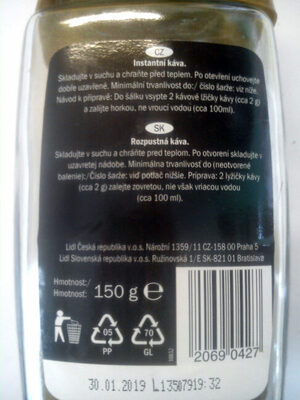 CZ
Instantní káva.
Skladujte v suchu a chraňte před teplem. Po otevření uchovejte
dobře uzavřené. Minimální trvanlivost do:/ číslo šarže: viz níže.
Návod k přípravě: Do šálku vsypte 2 kávové lžičky kávy (cca 2 g)
a zalijte horkou, ne vroucí vodou (cca 100ml).
SK
Rozpustná káva.
Skladujte v suchu a chráňte pred teplom. Po otvorení skladujte v
uzavretej nádobe. Minimálna trvanlivosť do (neotvorené
balenie):/ Číslo šarže: viď potlač nižšie. Príprava: 2 lyžičky kávy
(cca 2 g) zalejte zovretou, nie však vriacou vodou
(cca 100 ml).
Lidl Česká republika v.o.s. Nárožní 1359/11 CZ-158 00 Praha 5
Lidl Slovenská republika v.o.s. Ružinovská 1/E SK-821 01 Bratislava
Hmotnost:/
Hmotnosť: 150 g e
05
PP
70
GL
2069 0427
30.01.2019 L13507919:32